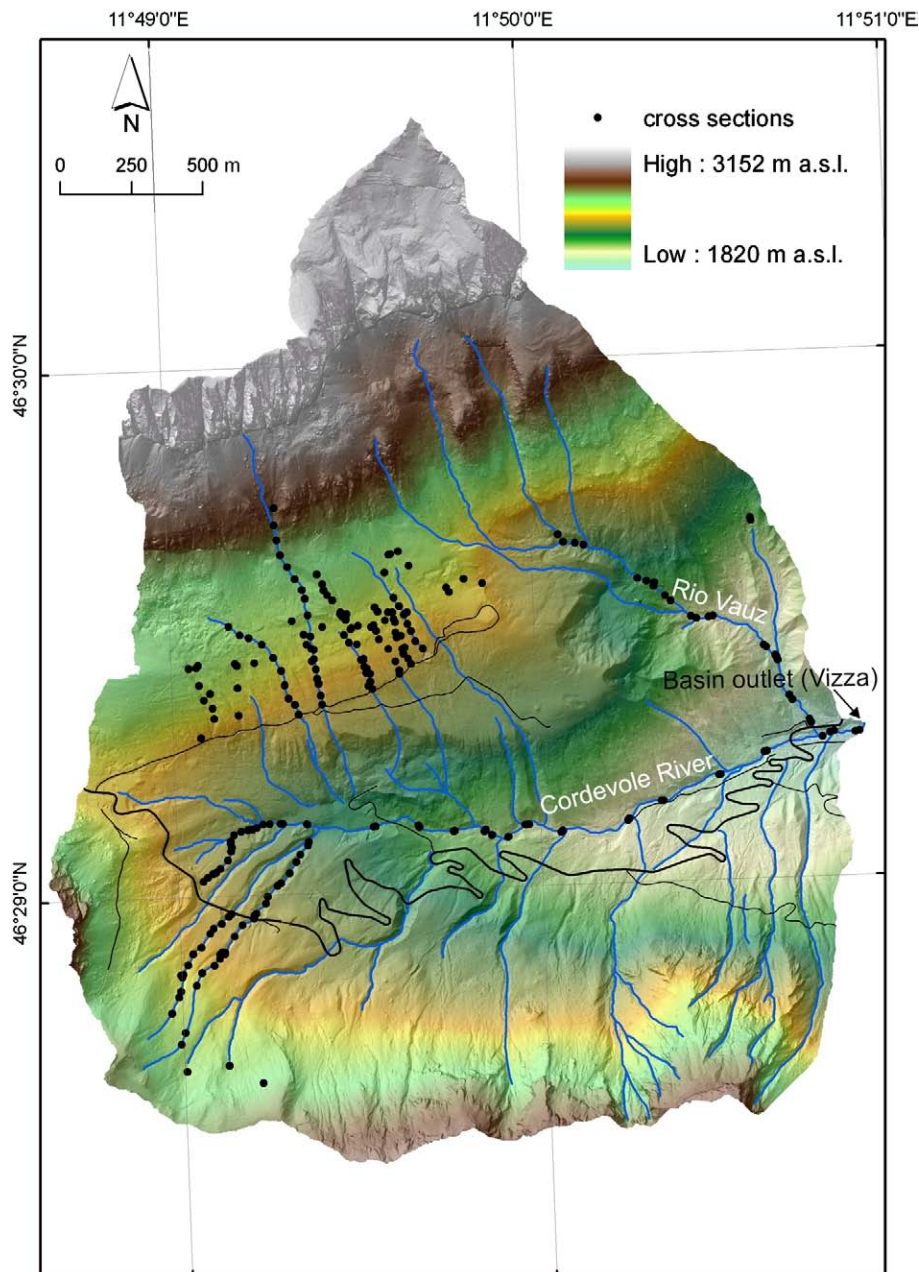 11°49'0"E
11°50'0"E
11°51'0"E
N
0 250 500 m
cross sections
High : 3152 m a.s.l.
Low : 1820 m a.s.l.
46°30'0"N
Rio Vauz
Basin outlet (Vizza)
Cordevole River
46°29'0"N